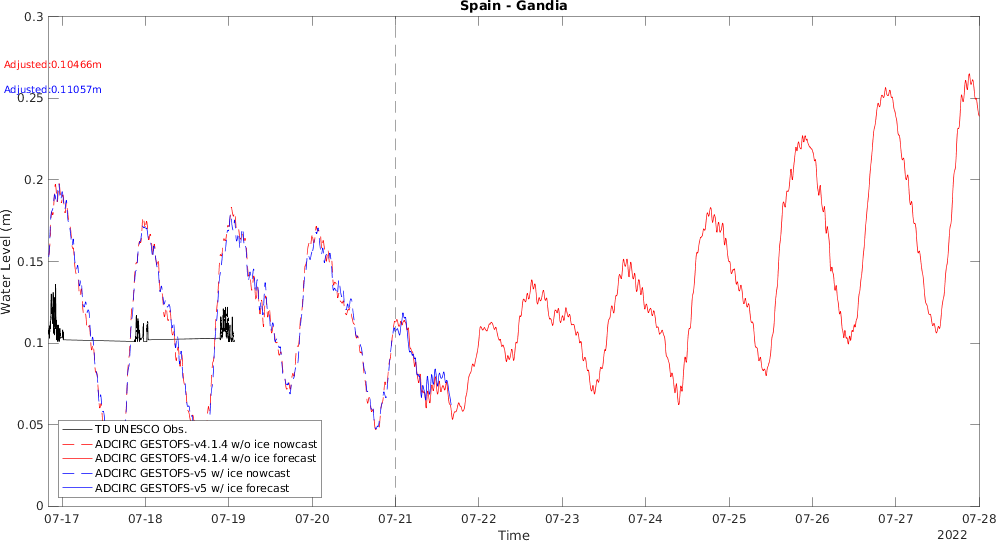 Spain - Gandia
0.3
Adjusted:0.10466m
Adjusted:0.11057m
0.25
0.2
0.15
0.1
0.05
0
Water Level (m)
TD UNESCO Obs.
ADCIRC GESTOFS-v4.1.4 w/o ice nowcast
ADCIRC GESTOFS-v4.1.4 w/o ice forecast
ADCIRC GESTOFS-v5 w/ ice nowcast
ADCIRC GESTOFS-v5 w/ ice forecast
07-17 07-18 07-19 07-20 07-21 07-22 07-23 07-24 07-25 07-26 07-27 07-28
Time
2022